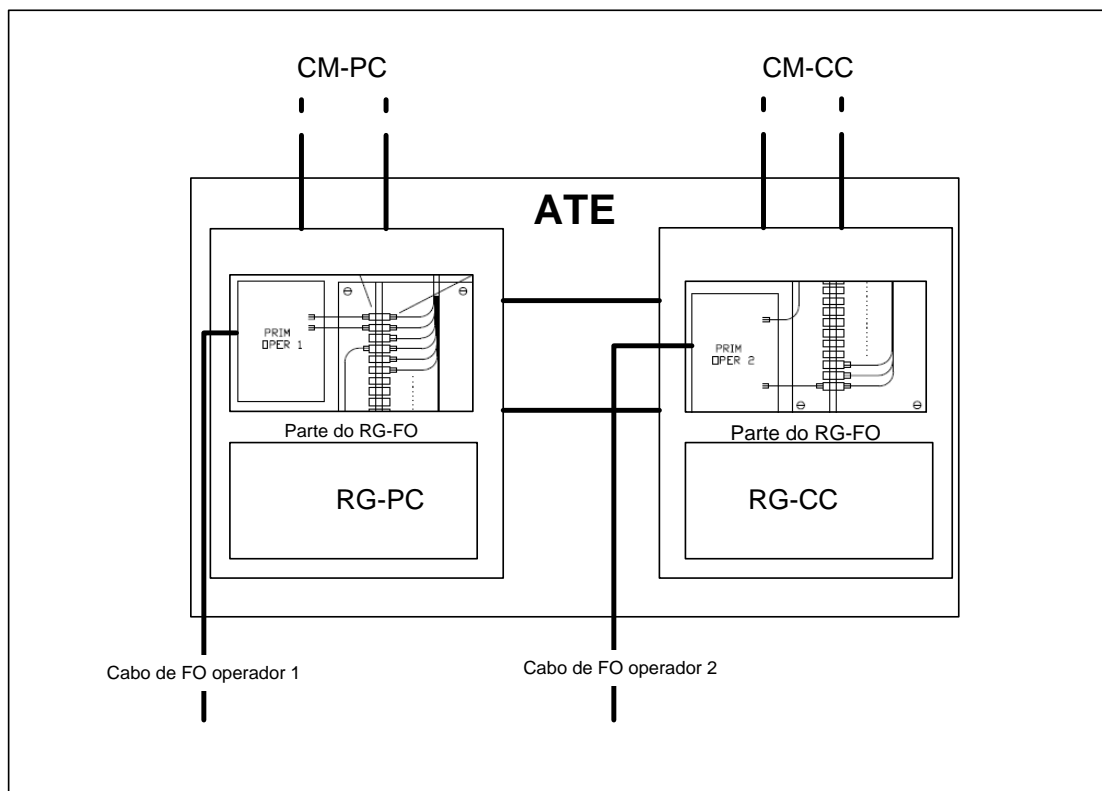 CM-PC
CM-CC
ATE
PRIM
OPER 1
PRIM
OPER 2
Parte do RG-FO
Parte do RG-FO
RG-PC
RG-CC
Cabo de FO operador 1
Cabo de FO operador 2